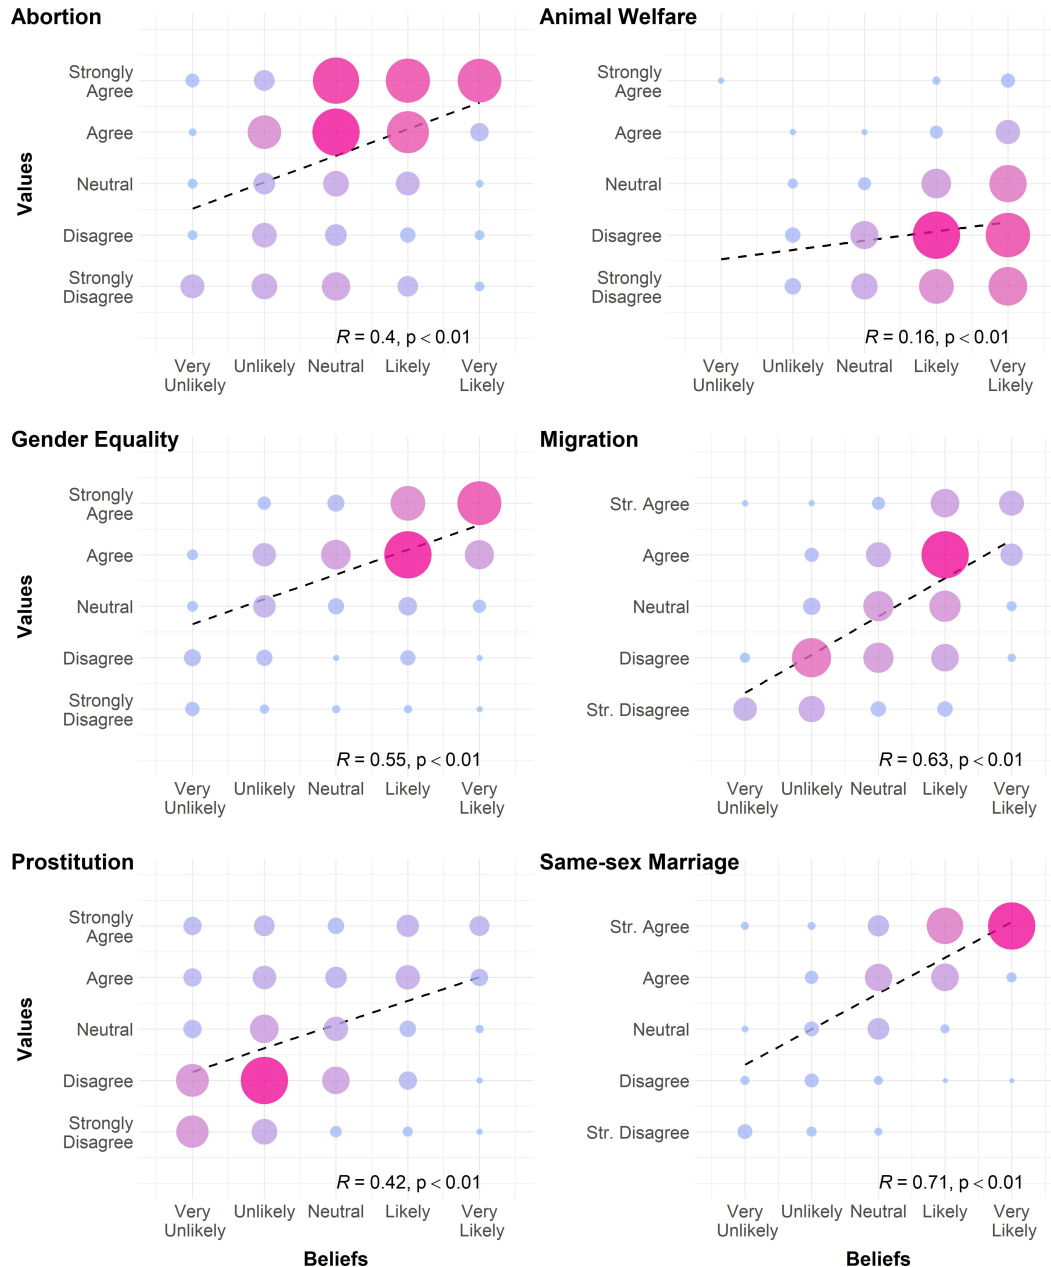 Abortion
Values
Strongly
Agree
Agree
Neutral
Disagree
Strongly
Disagree
R = 0.4, p < 0.01
Very
Unlikely
Unlikely
Neutral
Likely
Very
Likely
Animal Welfare
Strongly
Agree
Agree
Neutral
Disagree
Strongly
Disagree
R = 0.16, p < 0.01
Very
Unlikely
Unlikely
Neutral
Likely
Very
Likely
Gender Equality
Values
Strongly
Agree
Agree
Neutral
Disagree
Strongly
Disagree
R = 0.55, p < 0.01
Very
Unlikely
Unlikely
Neutral
Likely
Very
Likely
Migration
Str. Agree
Agree
Neutral
Disagree
Str. Disagree
R = 0.63, p < 0.01
Very
Unlikely
Unlikely
Neutral
Likely
Very
Likely
Prostitution
Values
Strongly
Agree
Agree
Neutral
Disagree
Strongly
Disagree
R = 0.42, p < 0.01
Very
Unlikely
Unlikely
Neutral
Likely
Very
Likely
Beliefs
Same-sex Marriage
Str. Agree
Agree
Neutral
Disagree
Str. Disagree
R = 0.71, p < 0.01
Very
Unlikely
Unlikely
Neutral
Likely
Very
Likely
Beliefs